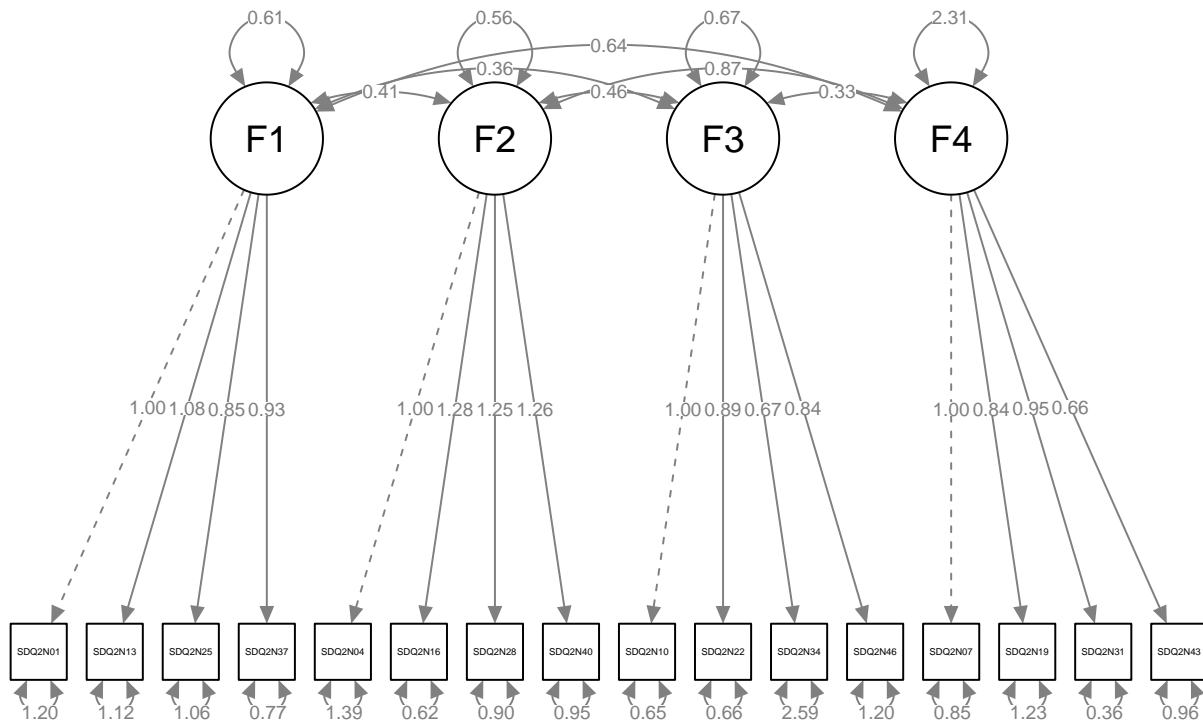 0.61 0.56 0.67 2.31
0.64
0.36 0.87
0.41 0.46 0.33
F1 F2 F3 F4
1.00 1.08 0.85 0.93 1.00 1.28 1.25 1.26 1.00 0.89 0.67 0.84 1.00 0.84 0.95 0.66
SDQ2N01 SDQ2N13 SDQ2N25 SDQ2N37 SDQ2N04 SDQ2N16 SDQ2N28 SDQ2N40 SDQ2N10 SDQ2N22 SDQ2N34 SDQ2N46 SDQ2N07 SDQ2N19 SDQ2N31 SDQ2N43
1.20 1.12 1.06 0.77 1.39 0.62 0.90 0.95 0.65 0.66 2.59 1.20 0.85 1.23 0.36 0.96